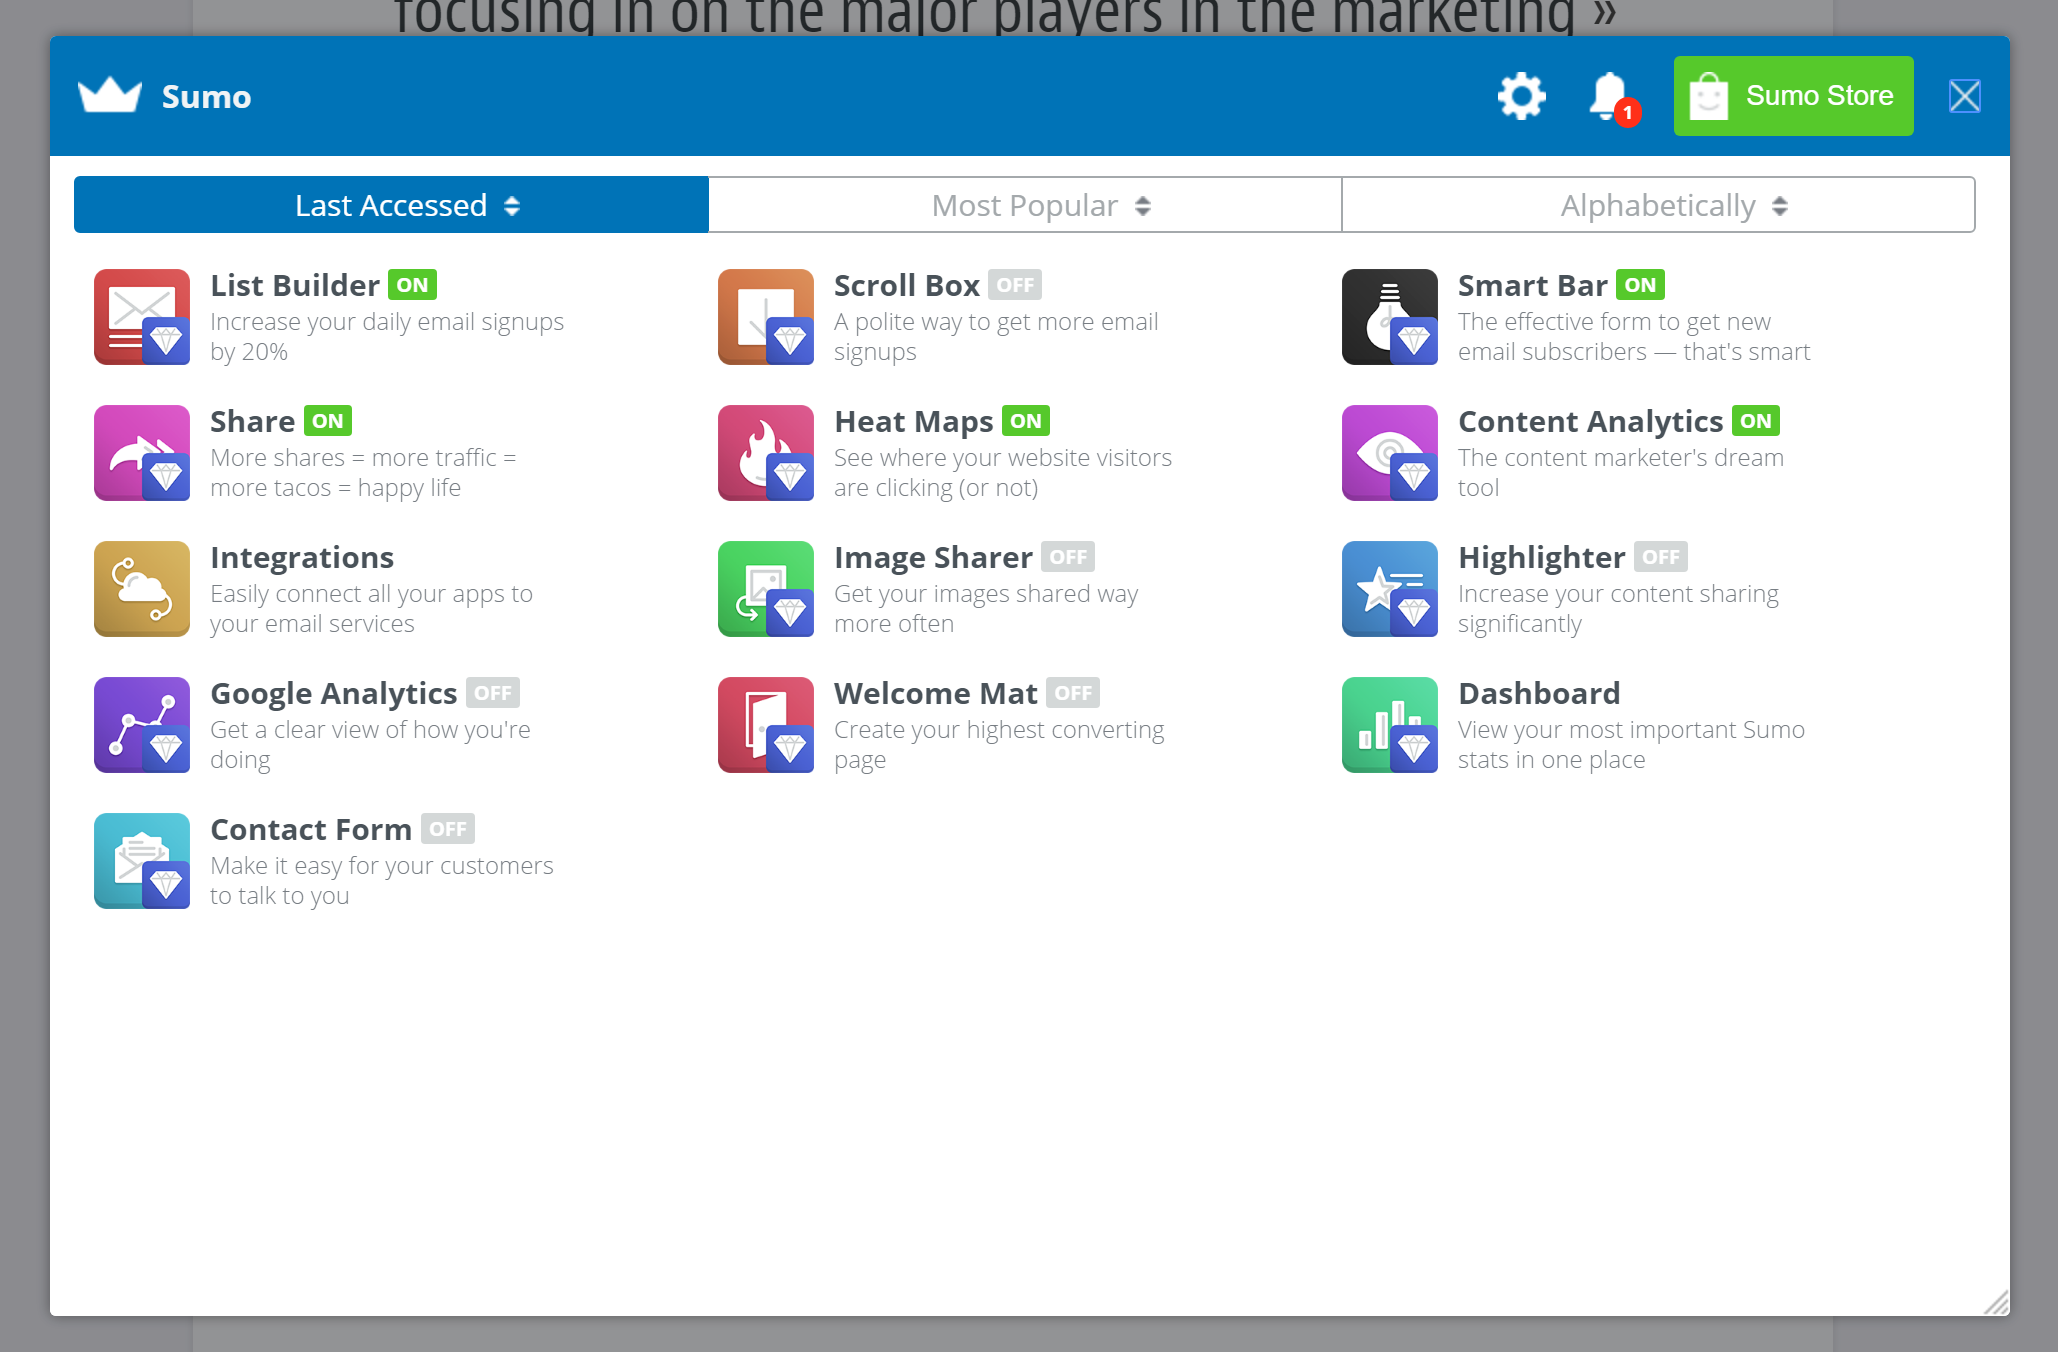 focusing in on the major players in the marketing »
Sumo
1
Sumo Store
Last Accessed
Most Popular
Alphabetically
List Builder ON
Increase your daily email signups
by 20%
Scroll Box OFF
A polite way to get more email
signups
Smart Bar ON
The effective form to get new
email subscribers — that's smart
Share ON
More shares = more traffic =
more tacos = happy life
Heat Maps ON
See where your website visitors
are clicking (or not)
Content Analytics ON
The content marketer's dream
tool
Integrations
Easily connect all your apps to
your email services
Image Sharer OFF
Get your images shared way
more often
Highlighter OFF
Increase your content sharing
significantly
Google Analytics OFF
Get a clear view of how you're
doing
Welcome Mat OFF
Create your highest converting
page
Dashboard
View your most important Sumo
stats in one place
Contact Form OFF
Make it easy for your customers
to talk to you